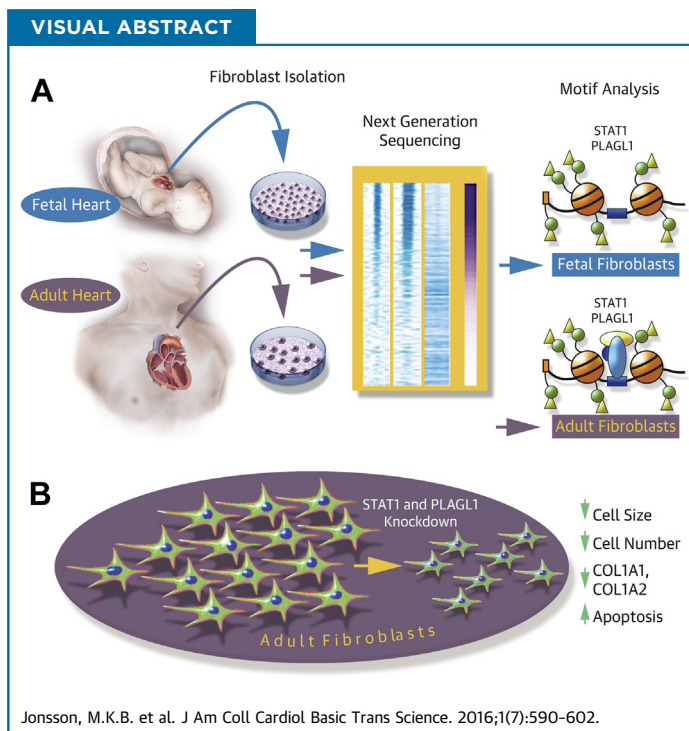 VISUAL ABSTRACT
A
Fibroblast Isolation
Fetal Heart
Adult Heart
Next Generation
Sequencing
Motif Analysis
STAT1
PLAGL1
Fetal Fibroblasts
STAT1
PLAGL1
Adult Fibroblasts
B
STAT1 and PLAGL1
Knockdown
Adult Fibroblasts
Cell Size
Cell Number
COL1A1,
COL1A2
Apoptosis
Jonsson, M.K.B. et al. J Am Coll Cardiol Basic Trans Science. 2016;1(7):590-602.